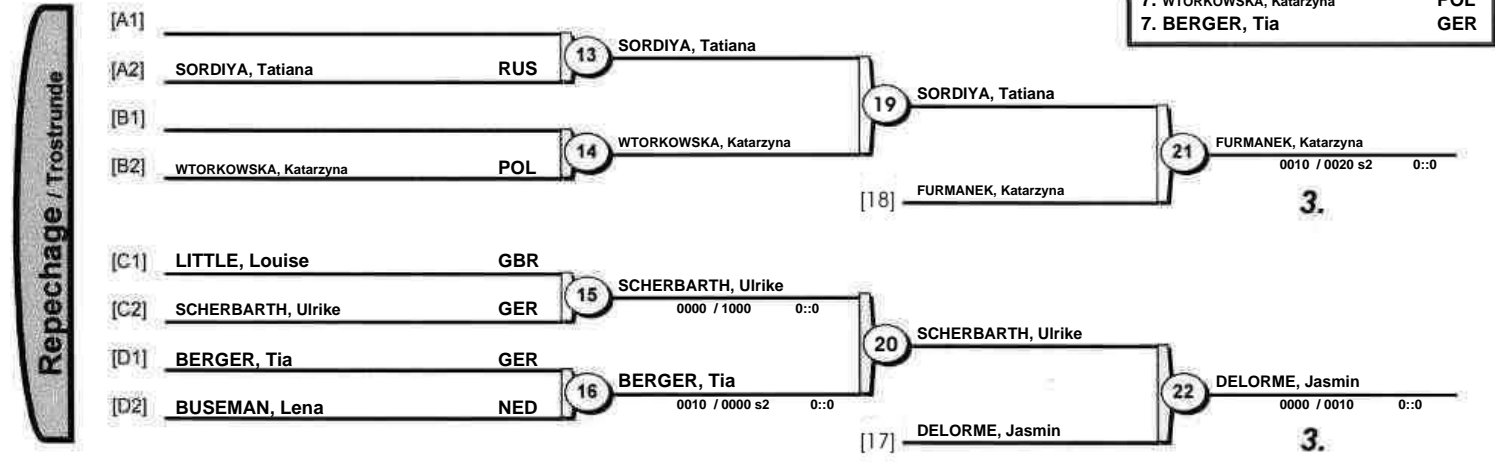 7. WTORKOWSKA, Katarzyna POL
7. BERGER, Tia GER
Repechage / Trostrunde
[A1]
13 SORDIYA, Tatiana
[A2] SORDIYA, Tatiana RUS
19 SORDIYA, Tatiana
[B1]
14 WTORKOWSKA, Katarzyna
21 FURMANEK, Katarzyna
0010 / 0020 s2 0::0
[B2] WTORKOWSKA, Katarzyna POL
[18] FURMANEK, Katarzyna
3.
[C1] LITTLE, Louise GBR
15 SCHERBARTH, Ulrike
0000 / 1000 0::0
[C2] SCHERBARTH, Ulrike GER
20 SCHERBARTH, Ulrike
[D1] BERGER, Tia GER
16 BERGER, Tia
0010 / 0000 s2 0::0
22 DELORME, Jasmin
0000 / 0010 0::0
[D2] BUSEMAN, Lena NED
[17] DELORME, Jasmin
3.